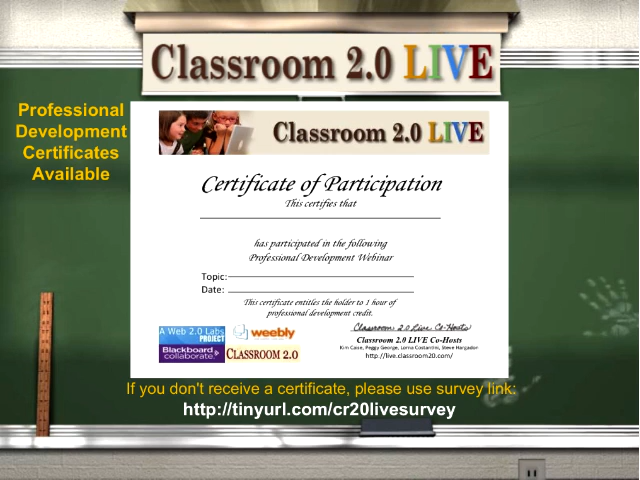 Classroom 2.0 LIVE
Professional
Development
Certificates
Available
Classroom 2.0 LIVE
Certificate of Participation
This certifies that
has participated in the following
Professional Development Webinar
Topic:
Date:
This certificate entitles the holder to 1 hour of
professional development credit.
A Web 2.0 Labs
PROJECT
weebly
Blackboard
collaborate
CLASSROOM 2.0
Classroom 2.0 Live Co-Hosts
Classroom 2.0 LIVE Co-Hosts
Kim Caise, Peggy George, Lorna Costantini, Steve Hargadon
http://live.classroom20.com/
If you don't receive a certificate, please use survey link:
http://tinyurl.com/cr20livesurvey